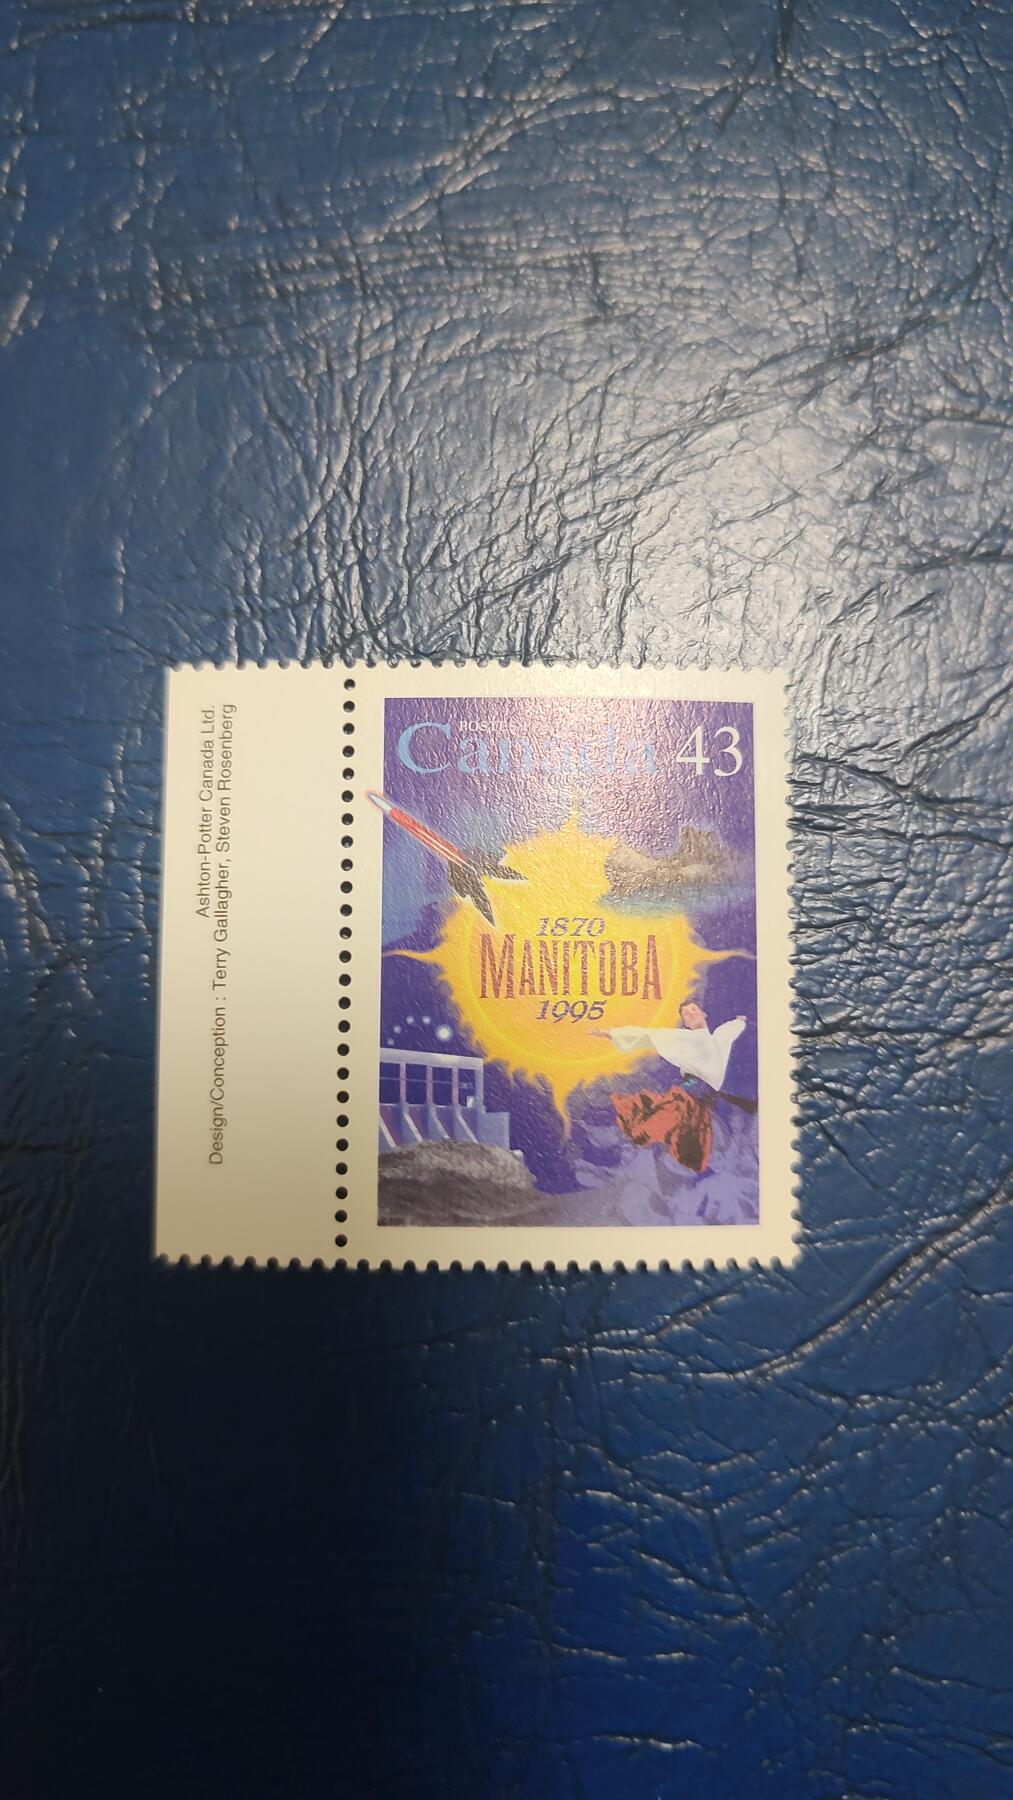 Ashton-Potter Canada Ltd.
Design/Conception : Terry Gallagher, Steven Rosenberg
Canada 43
1870
MANITOBA
1995